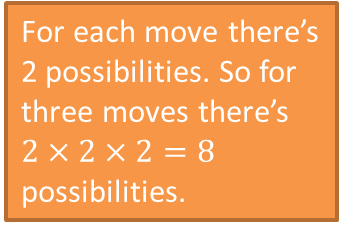 For each move there’s
2 possibilities. So for
three moves there’s
2 × 2 × 2 = 8
possibilities.